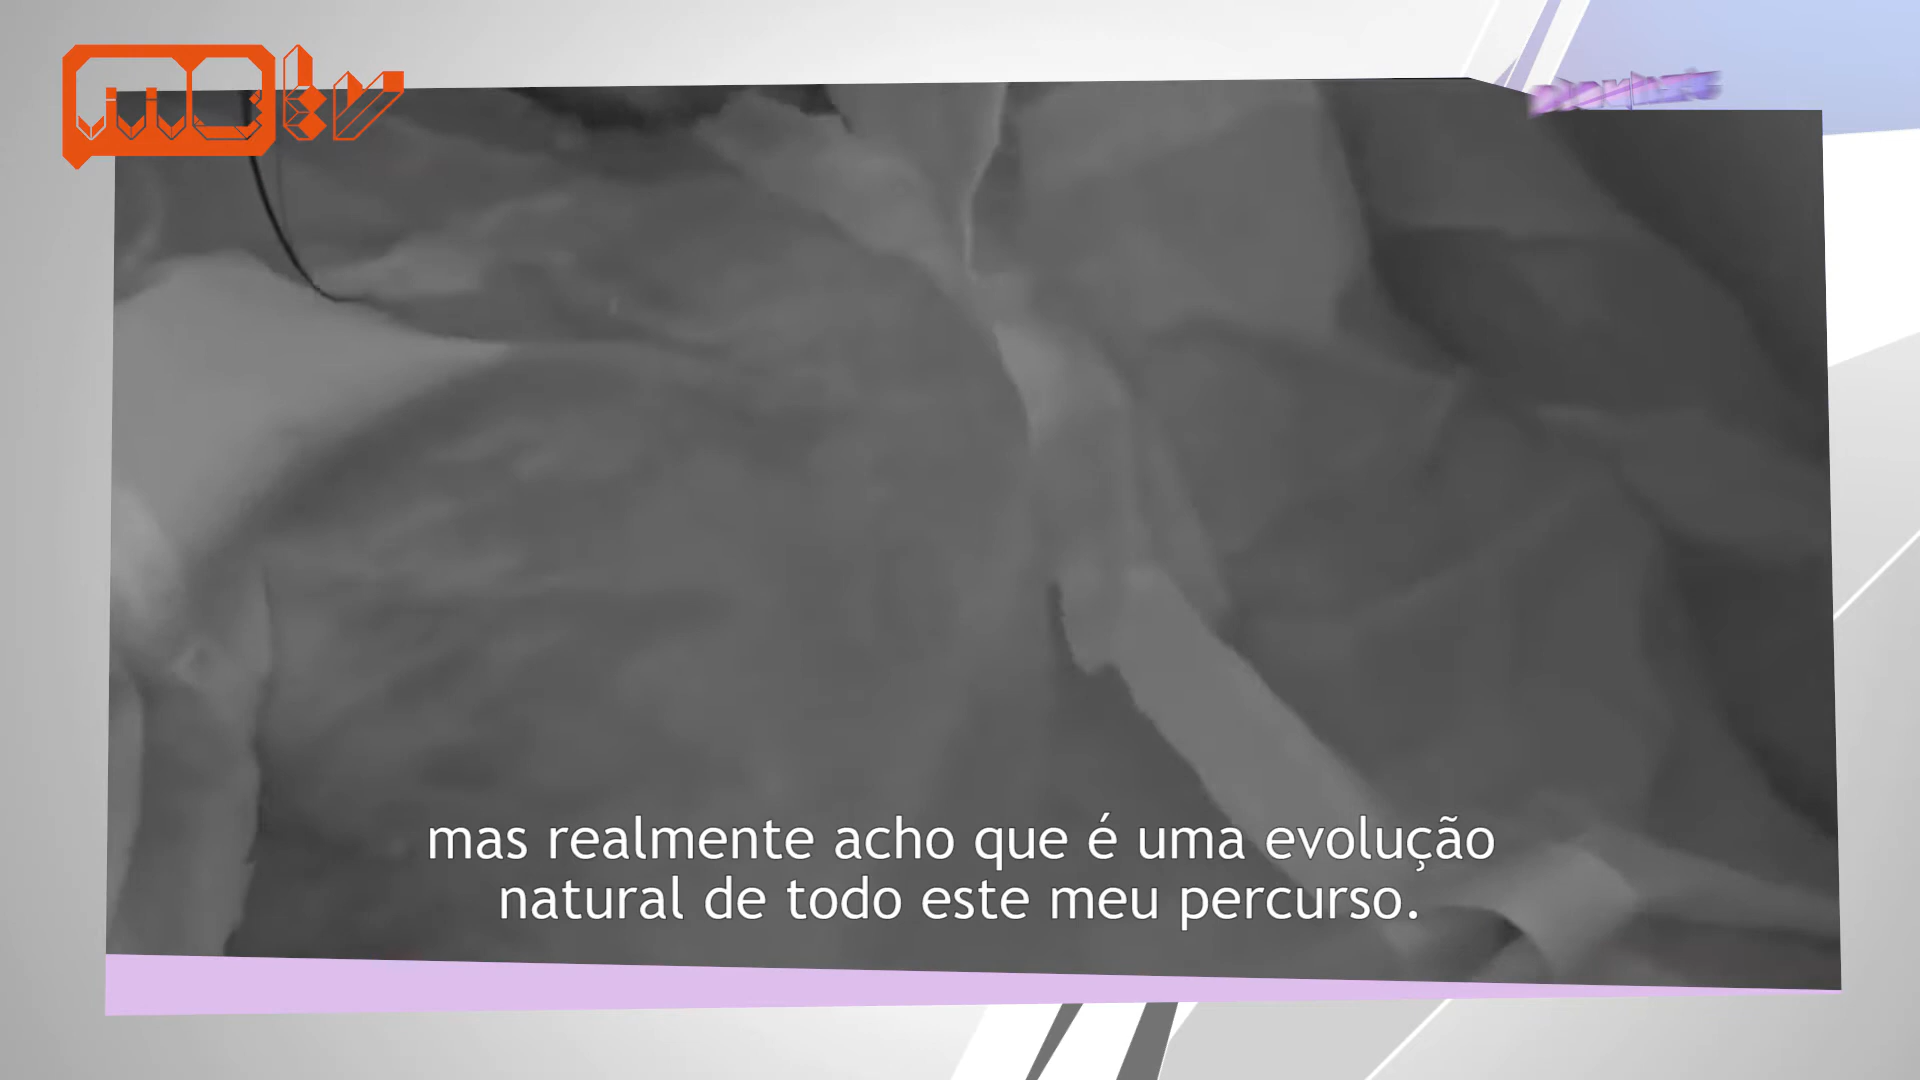 mas realmente acho que é uma evolução
natural de todo este meu percurso.